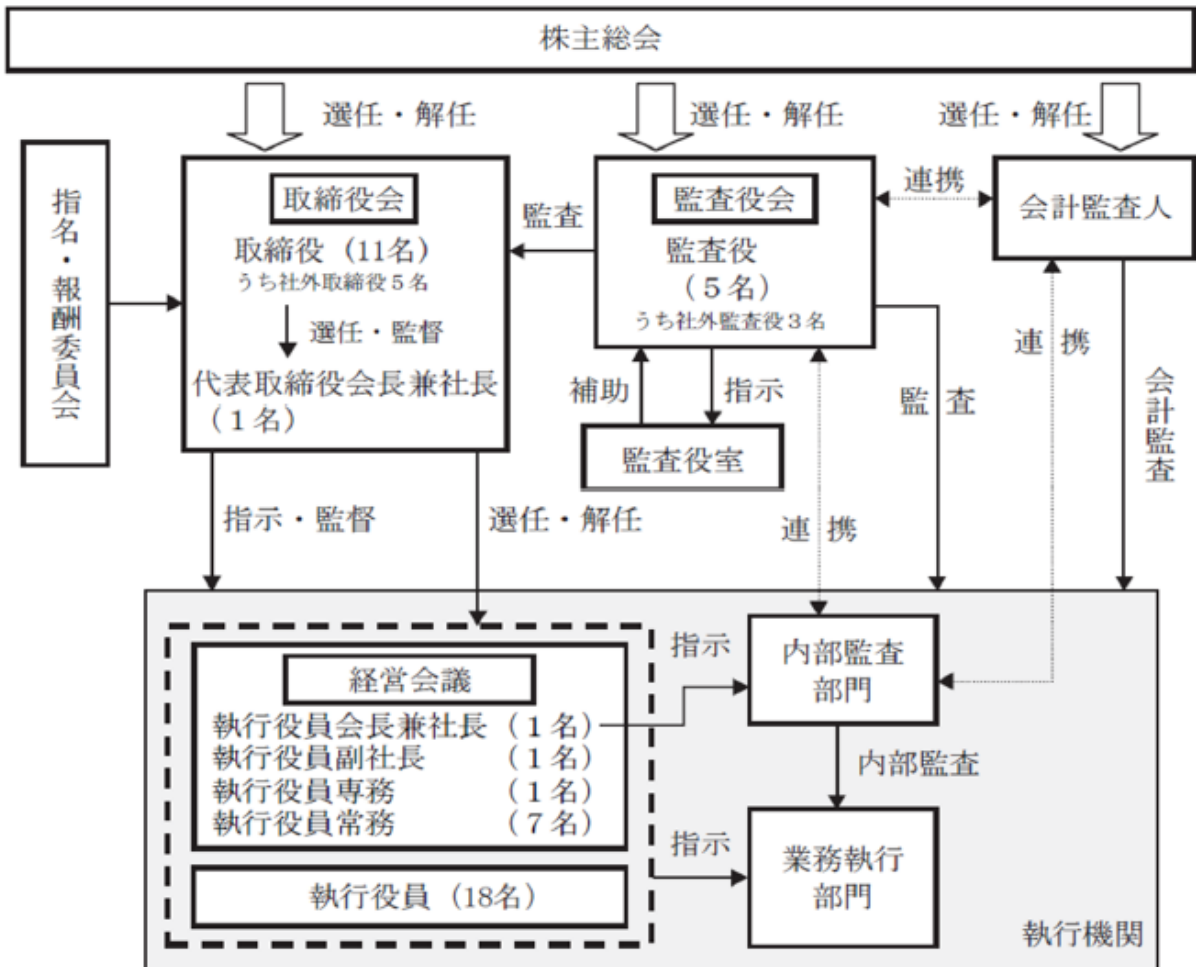 株主総会
選任・解任
選任・解任
選任・解任
指名・報酬委員会
取締役会
取締役（11名）
うち社外取締役５名
選任・監督
代表取締役会長兼社長
（１名）
監査
監査役会
監査役
（５名）
うち社外監査役３名
連携
会計監査人
補助
指示
監査役室
連携
監査
連携
会計監査
指示・監督
選任・解任
経営会議
執行役員会長兼社長（１名）
執行役員副社長（１名）
執行役員専務（１名）
執行役員常務（７名）
執行役員（18名）
指示
内部監査
部門
内部監査
指示
業務執行
部門
執行機関